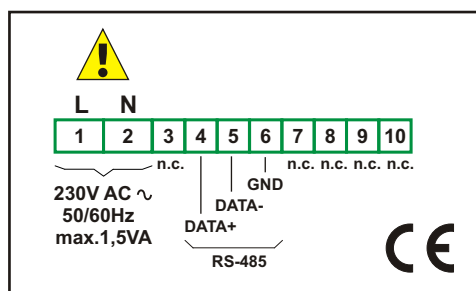 !
L N
1 2 3 4 5 6 7 8 9 10
n.c. n.c. n.c. n.c. n.c.
GND
230V AC ∿
DATA-
50/60Hz
DATA+
max.1,5VA
RS-485
CE